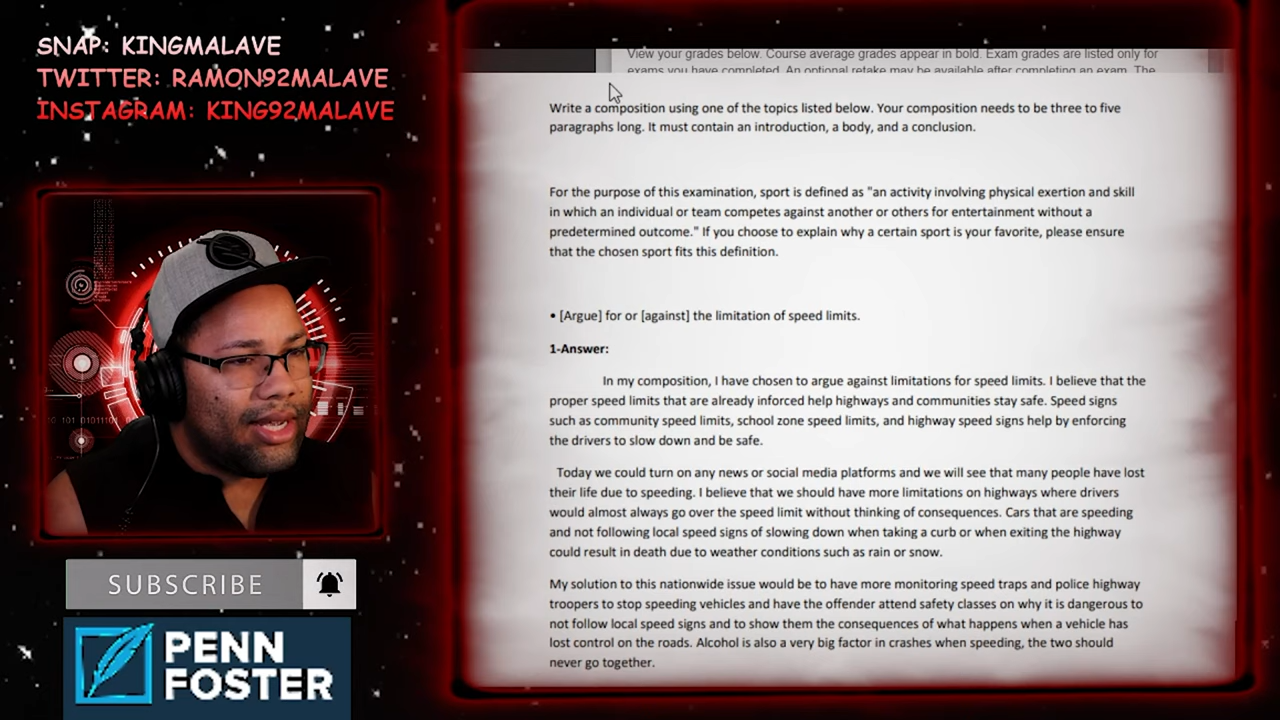 SNAP: KINGMALAVE
TWITTER: RAMON92MALAVE
INSTAGRAM: KING92MALAVE
SUBSCRIBE
PENN
FOSTER
View your grades below. Course average grades appear in bold. Exam grades are listed only for
exams you have completed. An optional retake may be available after completing an exam. The
Write a composition using one of the topics listed below. Your composition needs to be three to five
paragraphs long. It must contain an introduction, a body, and a conclusion.
For the purpose of this examination, sport is defined as "an activity involving physical exertion and skill
in which an individual or team competes against another or others for entertainment without a
predetermined outcome." If you choose to explain why a certain sport is your favorite, please ensure
that the chosen sport fits this definition.
• [Argue] for or [against] the limitation of speed limits.
1-Answer:
In my composition, I have chosen to argue against limitations for speed limits. I believe that the
proper speed limits that are already inforced help highways and communities stay safe. Speed signs
such as community speed limits, school zone speed limits, and highway speed signs help by enforcing
the drivers to slow down and be safe.
Today we could turn on any news or social media platforms and we will see that many people have lost
their life due to speeding. I believe that we should have more limitations on highways where drivers
would almost always go over the speed limit without thinking of consequences. Cars that are speeding
and not following local speed signs of slowing down when taking a curb or when exiting the highway
could result in death due to weather conditions such as rain or snow.
My solution to this nationwide issue would be to have more monitoring speed traps and police highway
troopers to stop speeding vehicles and have the offender attend safety classes on why it is dangerous to
not follow local speed signs and to show them the consequences of what happens when a vehicle has
lost control on the roads. Alcohol is also a very big factor in crashes when speeding, the two should
never go together.